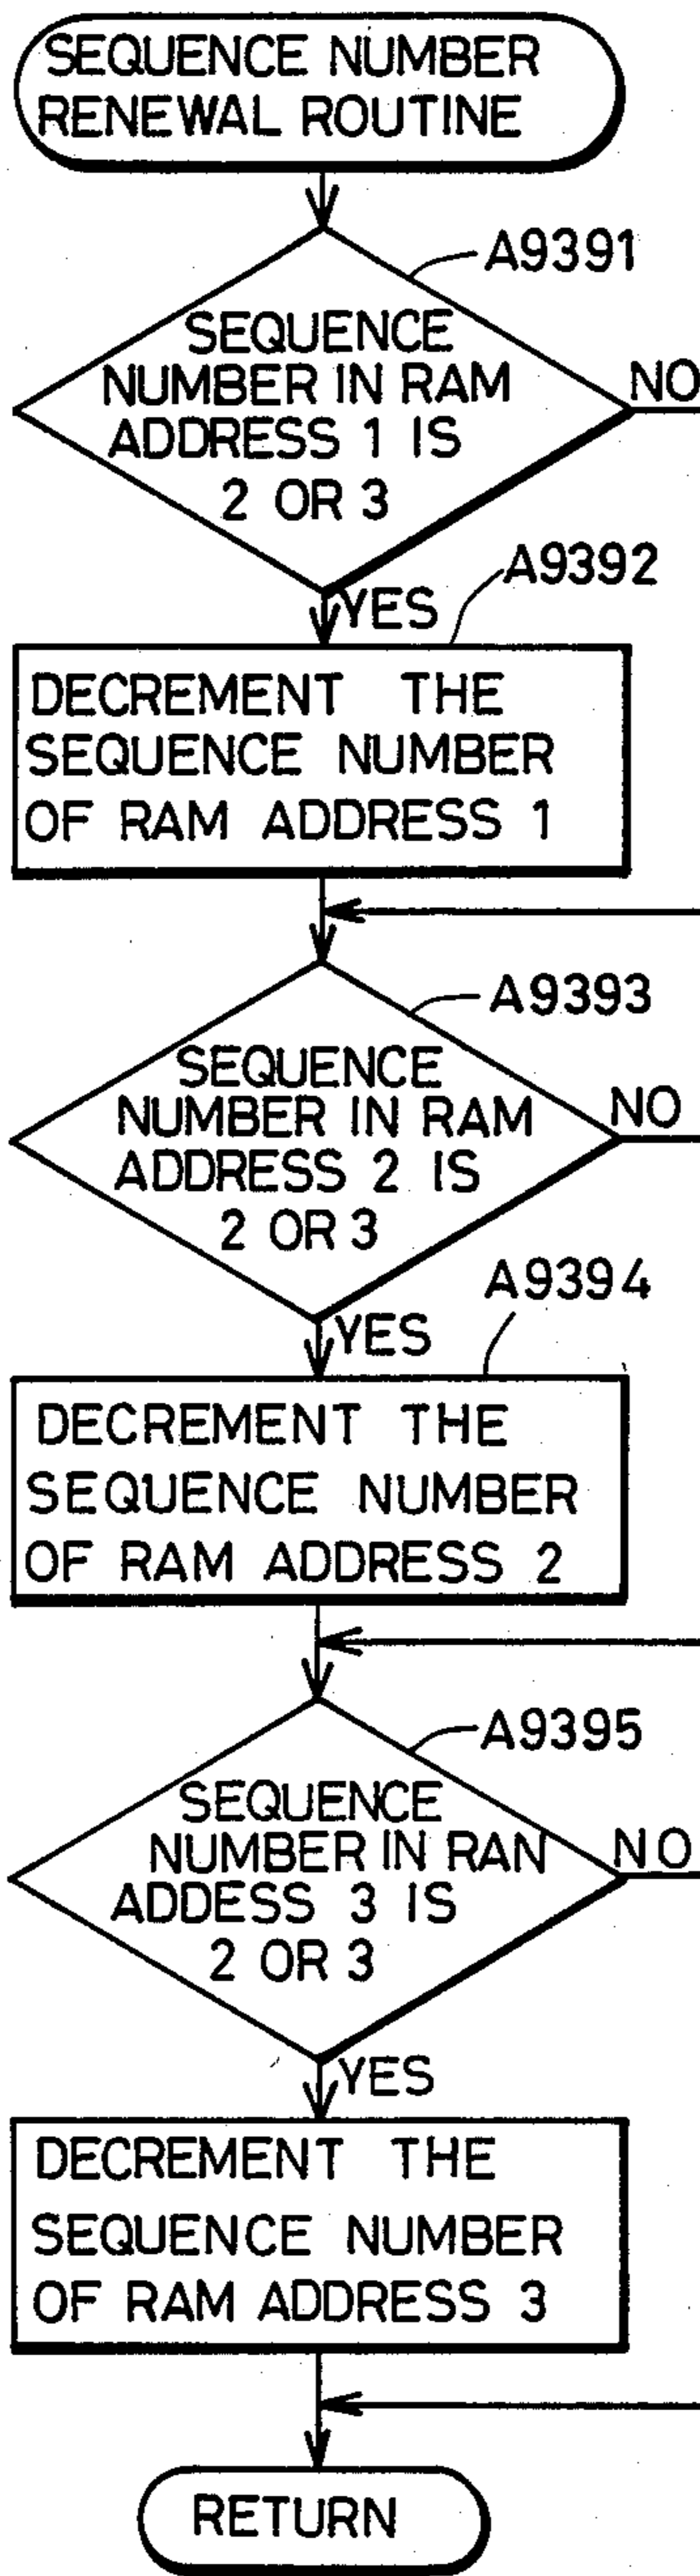 SEQUENCE NUMBER
RENEWAL ROUTINE
A9391
SEQUENCE
NUMBER IN RAM
ADDRESS 1 IS
2 OR 3
NO
A9392
YES
DECREMENT THE
SEQUENCE NUMBER
OF RAM ADDRESS 1
A9393
SEQUENCE
NUMBER IN RAM
ADDRESS 2 IS
2 OR 3
NO
A9394
YES
DECREMENT THE
SEQUENCE NUMBER
OF RAM ADDRESS 2
A9395
SEQUENCE
NUMBER IN RAN
ADDESS 3 IS
2 OR 3
NO
YES
DECREMENT THE
SEQUENCE NUMBER
OF RAM ADDRESS 3
RETURN